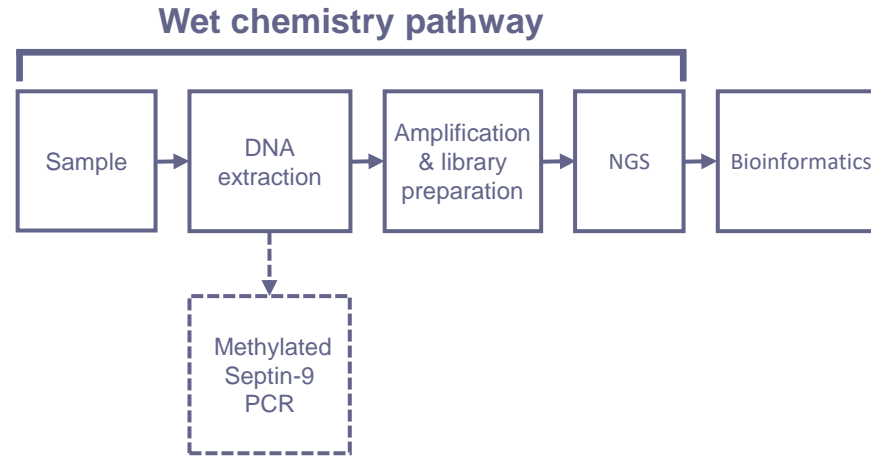 Wet chemistry pathway
Sample
DNA
extraction
Amplification
& library
preparation
NGS
Bioinformatics
Methylated
Septin-9
PCR